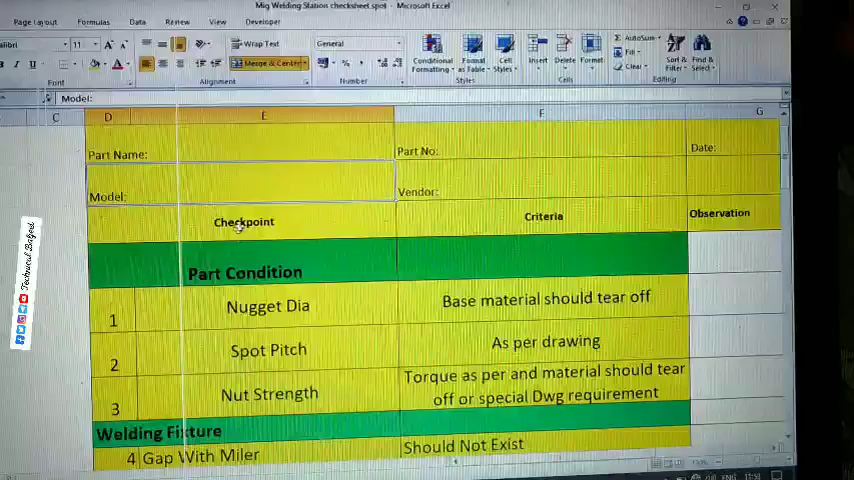 Mig Welding Station checksheet.spot - Microsoft Excel
Page Layout Formulas Data Review View Developer
Calibri 11 Wrap Text General Σ AutoSum
Merge & Center Conditional Formatting Format as Table Cell Styles Insert Delete Format Fill Clear Sort & Filter Find & Select
Font Alignment Number Styles Cells Editing
Model:
C D E F G
Part Name: Part No: Date:
Model: Vendor:
Checkpoint Criteria Observation
Part Condition
1 Nugget Dia Base material should tear off
2 Spot Pitch As per drawing
3 Nut Strength Torque as per and material should tear off or special Dwg requirement
Welding Fixture
4 Gap With Miler Should Not Exist